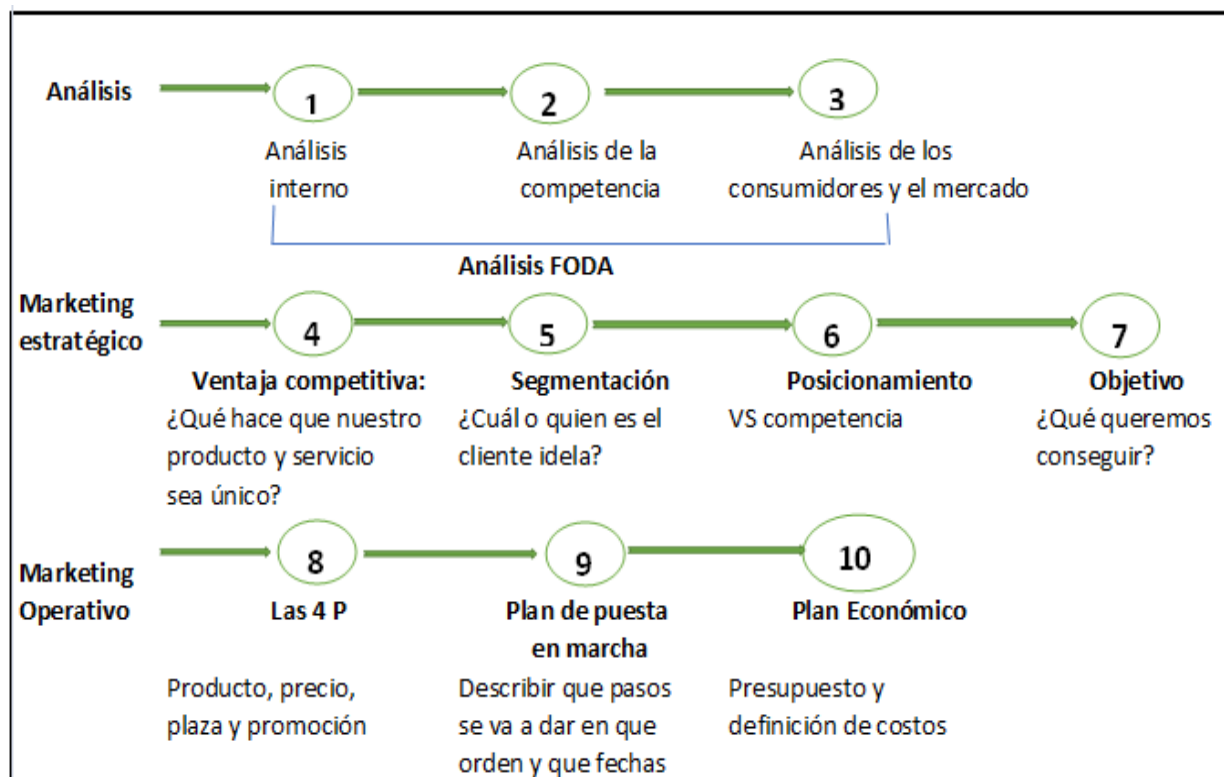 Análisis
1
2
3
Análisis
interno
Análisis de la
competencia
Análisis de los
consumidores y el mercado
Análisis FODA
Marketing
estratégico
4
5
6
7
Ventaja competitiva:
¿Qué hace que nuestro
producto y servicio
sea único?
Segmentación
¿Cuál o quien es el
cliente idela?
Posicionamiento
VS competencia
Objetivo
¿Qué queremos
conseguir?
Marketing
Operativo
8
9
10
Las 4 P
Producto, precio,
plaza y promoción
Plan de puesta
en marcha
Describir que pasos
se va a dar en que
orden y que fechas
Plan Económico
Presupuesto y
definición de costos